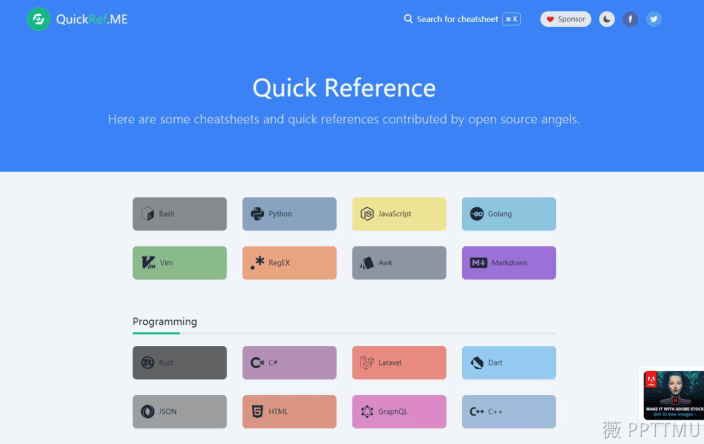 QuickRef.ME
Search for cheatsheet ⌘ K
Sponsor
Quick Reference
Here are some cheatsheets and quick references contributed by open source angels.
Bash Python JavaScript Golang
Vim RegEX Awk Markdown
Programming
Rust C# Laravel Dart
JSON HTML GraphQL C++
MAKE IT WITH ADOBE STOCK
Get 10 free images ›
薇 PPTTMU